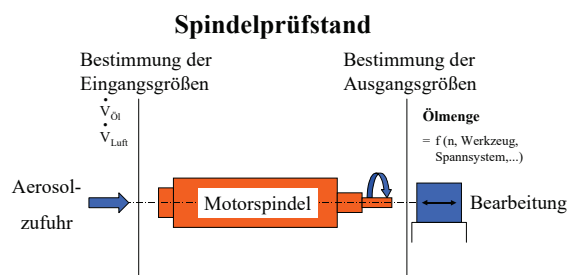 Spindelprüfstand
Bestimmung der
Eingangsgrößen
Bestimmung der
Ausgangsgrößen
V̇Öl
V̇Luft
Ölmenge
= f (n, Werkzeug,
Spannsystem,...)
Aerosol-
zufuhr
Motorspindel
Bearbeitung